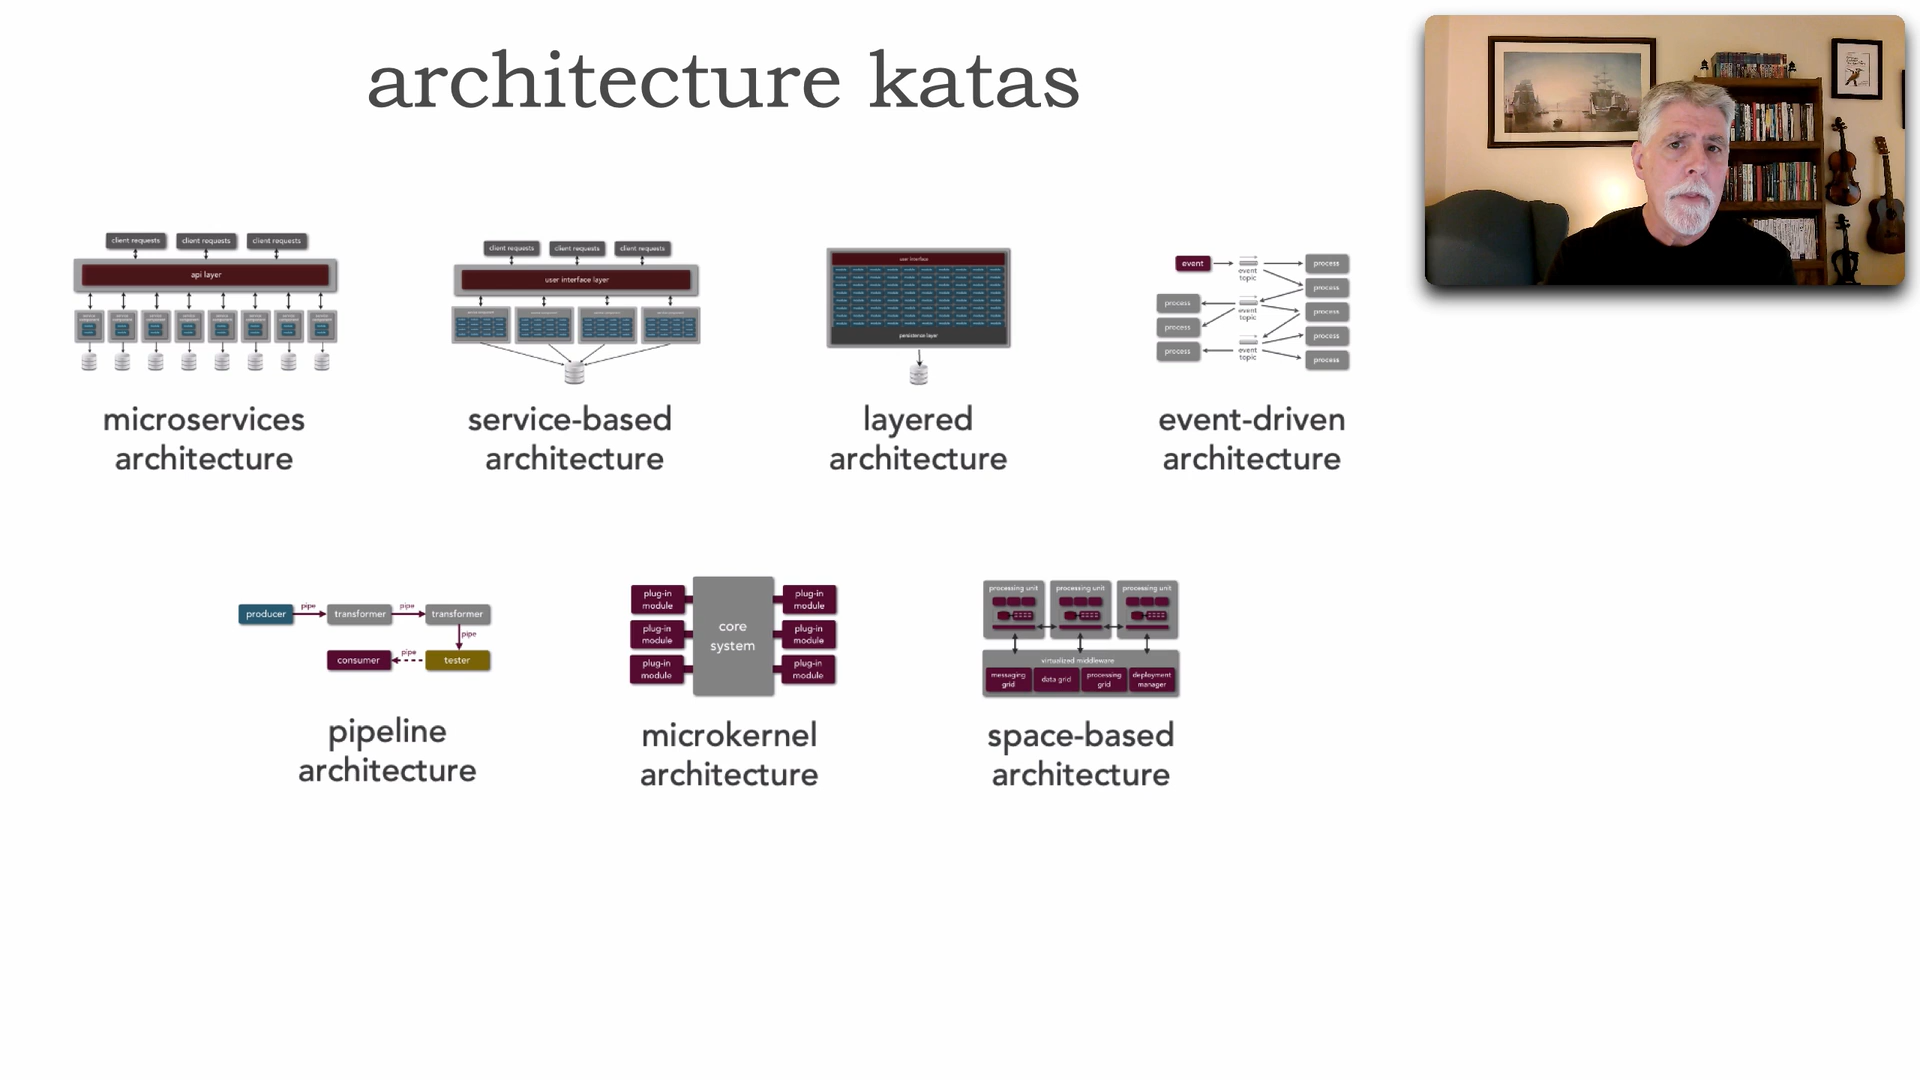 architecture katas
client requests client requests client requests
api layer
microservices
architecture
client requests client requests client requests
user interface layer
service-based
architecture
user interface
persistence layer
layered
architecture
event
event
topic
event
topic
event
topic
process
process
process
process
process
process
process
process
event-driven
architecture
producer
pipe
transformer
pipe
transformer
pipe
tester
pipe
consumer
pipeline
architecture
plug-in
module
plug-in
module
plug-in
module
core
system
plug-in
module
plug-in
module
plug-in
module
microkernel
architecture
processing unit processing unit processing unit
virtualized middleware
messaging
grid
data grid
processing
grid
deployment
manager
space-based
architecture